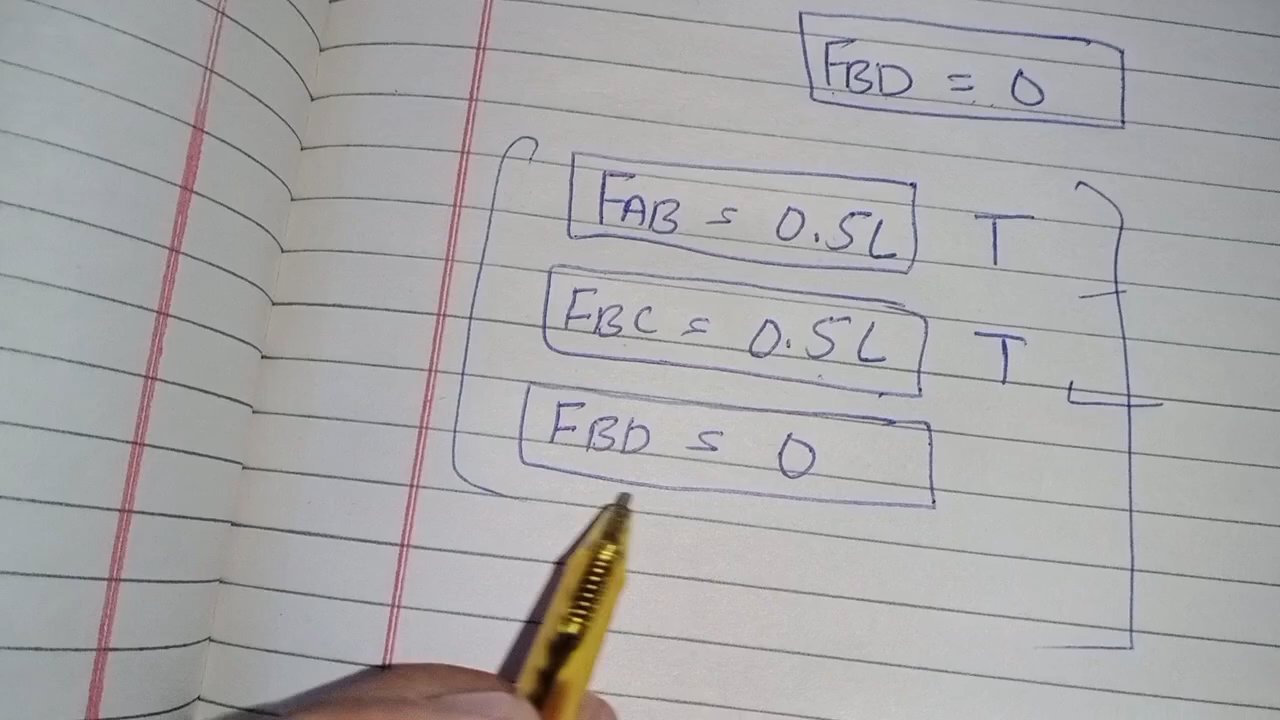 FBD = 0
FAB = 0.5L T
FBC = 0.5L T
FBD = 0